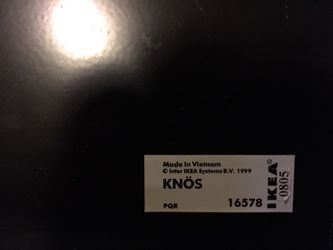 Made In Vietnam
© Inter IKEA Systems B.V. 1999
KNÖS
PQR 16578
IKEA
0805